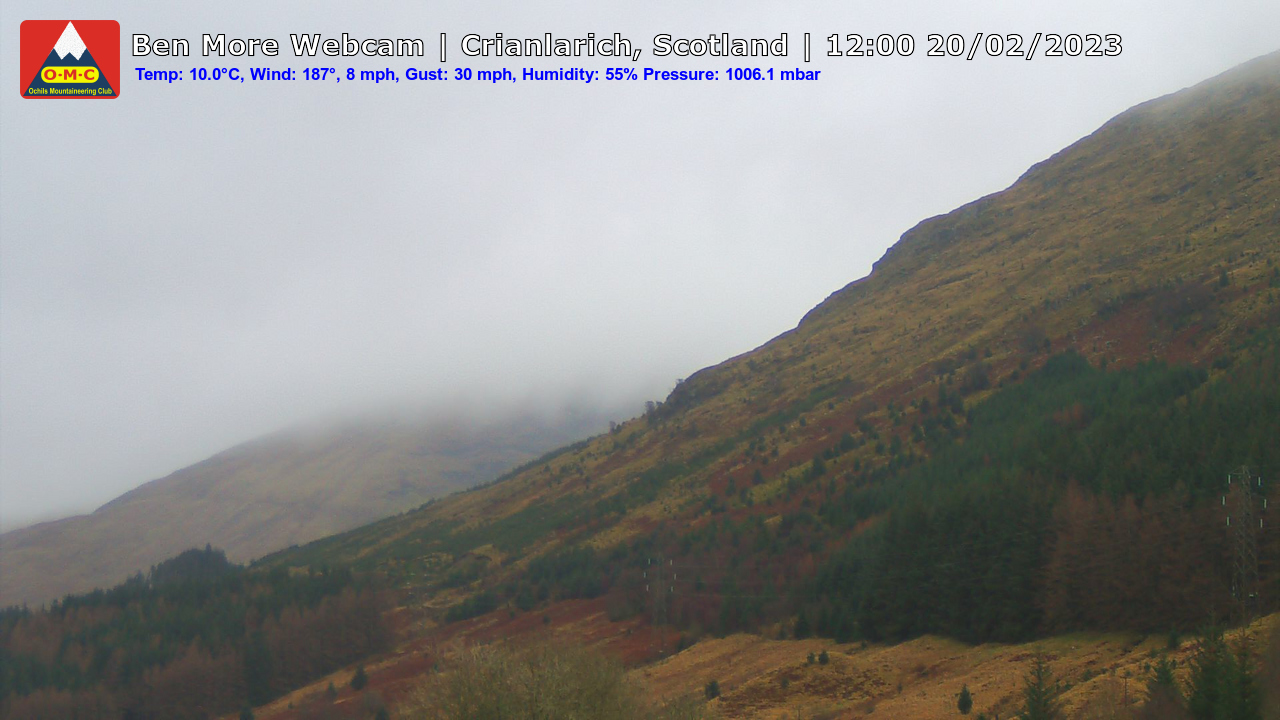 Ben More Webcam | Crianlarich, Scotland | 12:00 20/02/2023
Temp: 10.0°C, Wind: 187°, 8 mph, Gust: 30 mph, Humidity: 55% Pressure: 1006.1 mbar
O-M-C
Ochils Mountaineering Club